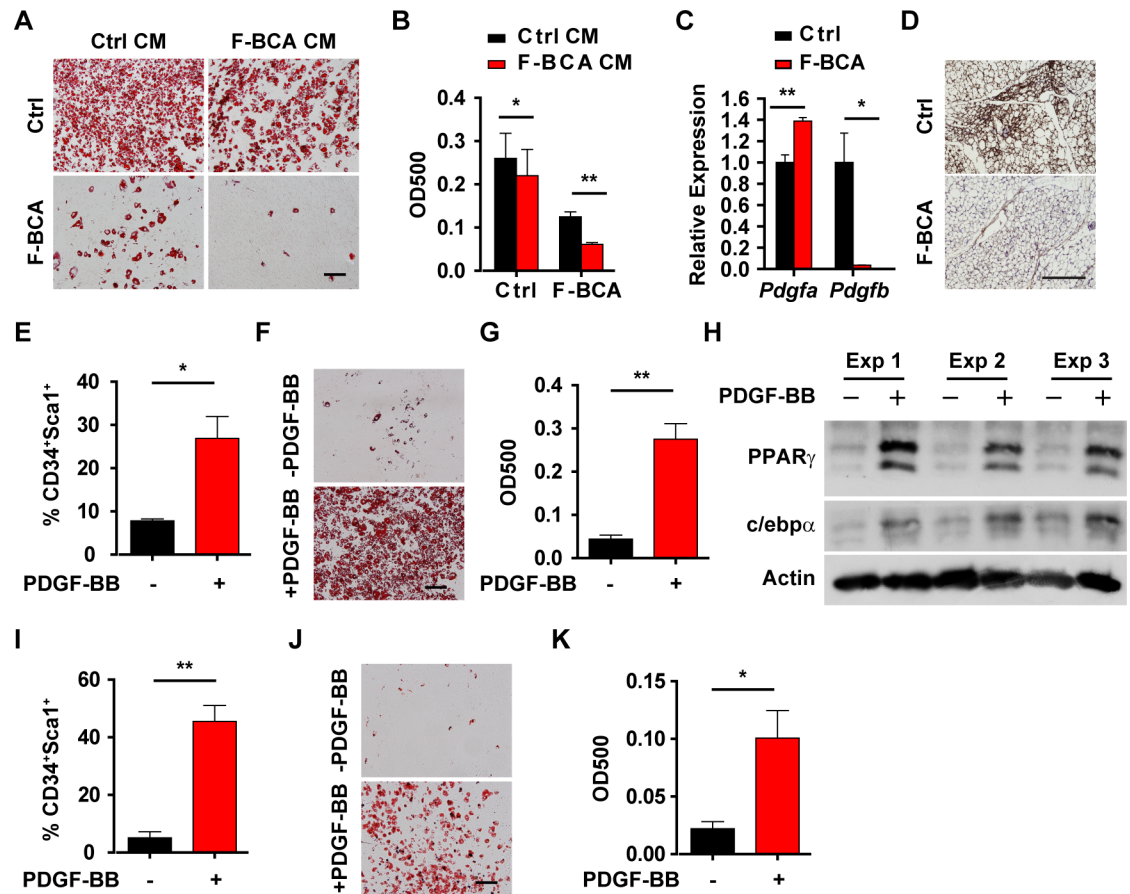 A
Ctrl CM
F-BCA CM
Ctrl
F-BCA
B
Ctrl CM
F-BCA CM
OD500
0.4
0.3
0.2
0.1
0.0
*
**
Ctrl
F-BCA
C
Ctrl
F-BCA
Relative Expression
1.6
1.4
1.2
1.0
0.8
0.6
0.4
0.2
0.0
**
*
Pdgfa
Pdgfb
D
Ctrl
F-BCA
E
% CD34+Sca1+
40
30
20
10
0
*
PDGF-BB - +
F
-PDGF-BB
+PDGF-BB
G
OD500
0.4
0.3
0.2
0.1
0.0
**
PDGF-BB - +
H
Exp 1 Exp 2 Exp 3
PDGF-BB − + − + − +
PPARγ
c/ebpα
Actin
I
% CD34+Sca1+
60
40
20
0
**
PDGF-BB - +
J
-PDGF-BB
+PDGF-BB
K
OD500
0.15
0.10
0.05
0.00
*
PDGF-BB - +